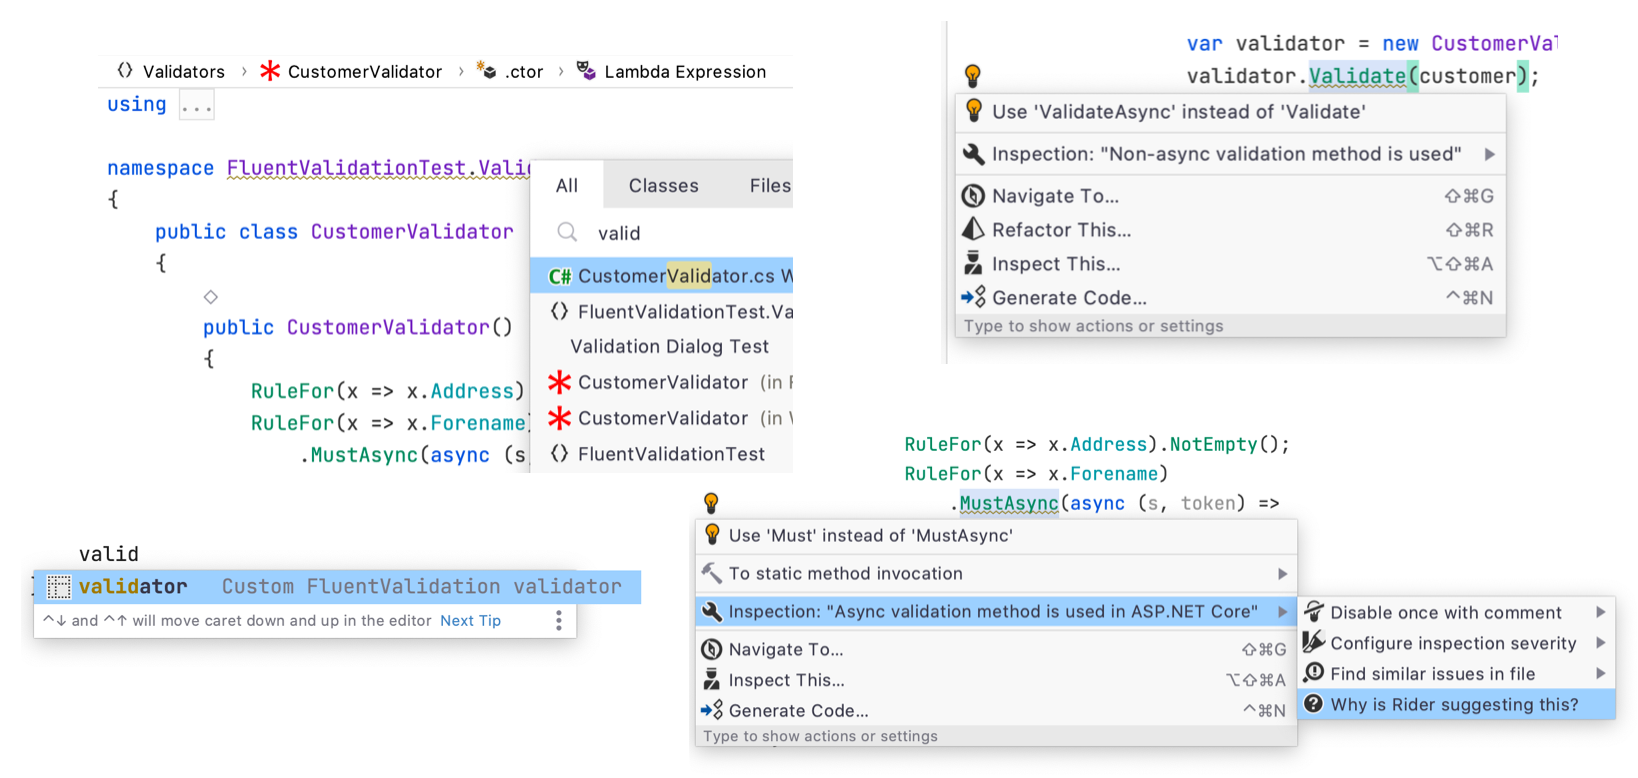 Validators › CustomerValidator › .ctor › Lambda Expression
using ...
namespace FluentValidationTest.Valid
{
public class CustomerValidator
{
public CustomerValidator()
{
RuleFor(x => x.Address)
RuleFor(x => x.Forename)
.MustAsync(async (s,
All Classes Files
valid
C# CustomerValidator.cs W
FluentValidationTest.Va
Validation Dialog Test
CustomerValidator (in F
CustomerValidator (in W
FluentValidationTest
valid
validator Custom FluentValidation validator
^↓ and ^↑ will move caret down and up in the editor Next Tip
var validator = new CustomerVal
validator.Validate(customer);
Use 'ValidateAsync' instead of 'Validate'
Inspection: "Non-async validation method is used"
Navigate To... ⇧⌘G
Refactor This... ⇧⌘R
Inspect This... ⌥⇧⌘A
Generate Code... ^⌘N
Type to show actions or settings
RuleFor(x => x.Address).NotEmpty();
RuleFor(x => x.Forename)
.MustAsync(async (s, token) =>
Use 'Must' instead of 'MustAsync'
To static method invocation
Inspection: "Async validation method is used in ASP.NET Core"
Navigate To... ⇧⌘G
Inspect This... ⌥⇧⌘A
Generate Code... ^⌘N
Type to show actions or settings
Disable once with comment
Configure inspection severity
Find similar issues in file
Why is Rider suggesting this?